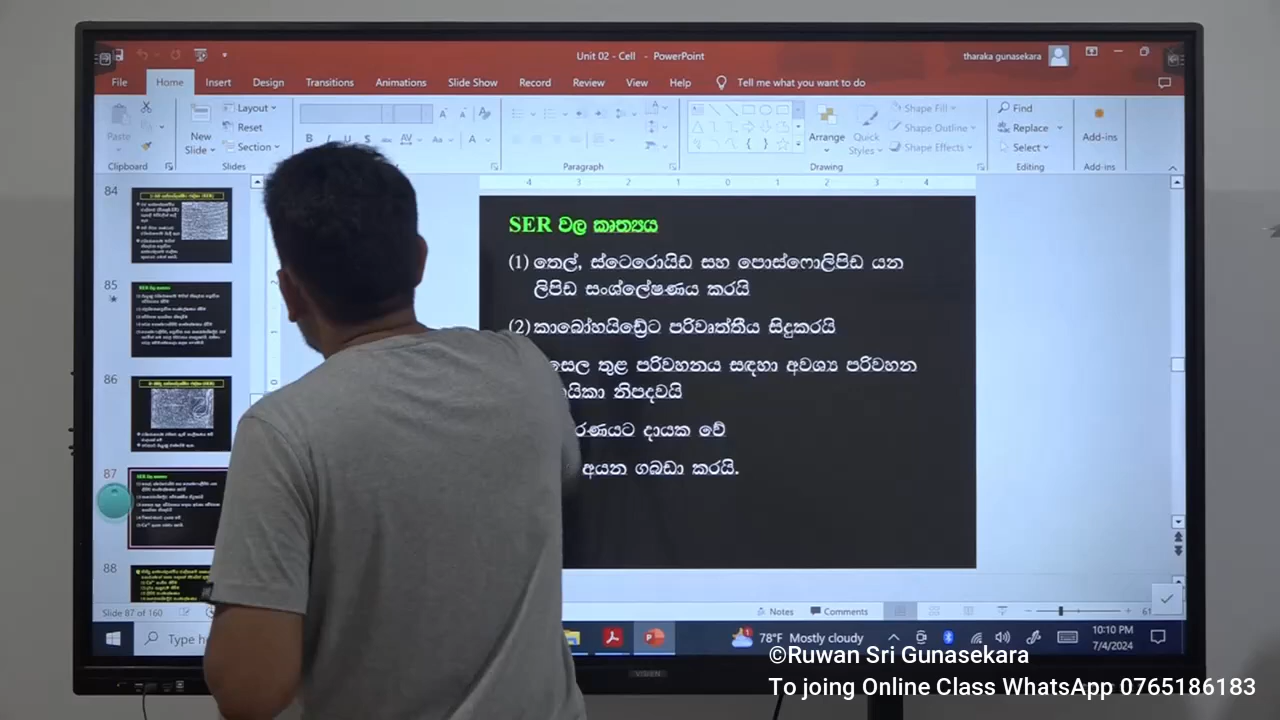 Unit 02 - Cell - PowerPoint
tharaka gunasekara
File Home Insert Design Transitions Animations Slide Show Record Review View Help Tell me what you want to do
Paste
New Slide
Layout
Reset
Section
Arrange
Quick Styles
Shape Fill
Shape Outline
Shape Effects
Find
Replace
Select
Add-ins
Clipboard Slides Paragraph Drawing Editing Add-ins
84
85
86
87
88
SER වල කෘත්‍යය
(1) තෙල්, ස්ටෙරොයිඩ සහ පොස්ෆොලිපිඩ යන
ලිපිඩ සංශ්ලේෂණය කරයි
(2) කාබෝහයිඩ්‍රේට පරිවෘත්තීය සිදුකරයි
සෙල තුළ පරිවහනය සඳහා අවශ්‍ය පරිවහන
නිපදවයි
දායක වේ
අයන ගබඩා කරයි.
Slide 87 of 160
Notes
Comments
Type
78°F Mostly cloudy
10:10 PM
7/4/2024
VISION
©Ruwan Sri Gunasekara
To joing Online Class WhatsApp 0765186183